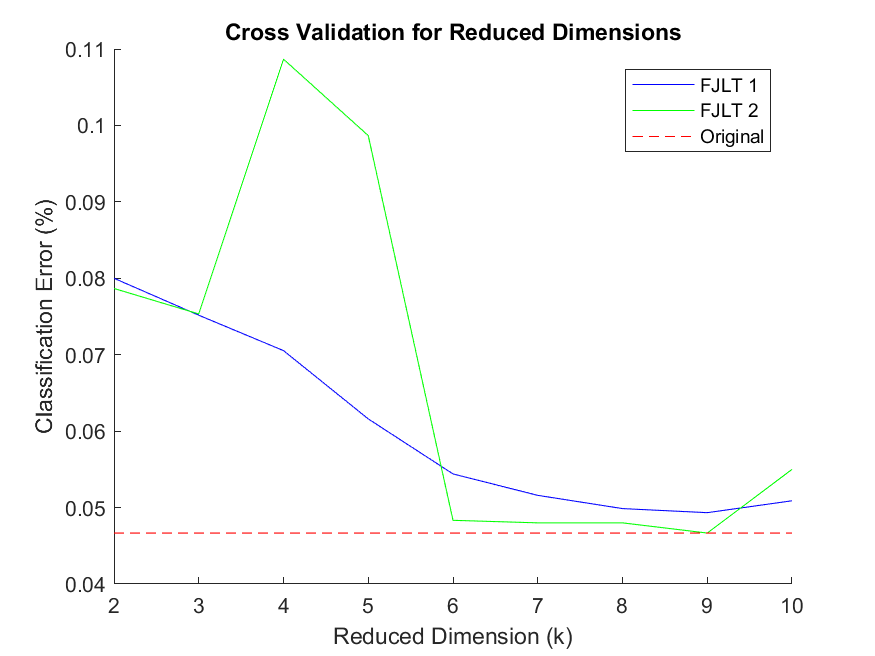 Cross Validation for Reduced Dimensions
0.11
0.1
0.09
0.08
0.07
0.06
0.05
0.04
Classification Error (%)
FJLT 1
FJLT 2
Original
2 3 4 5 6 7 8 9 10
Reduced Dimension (k)